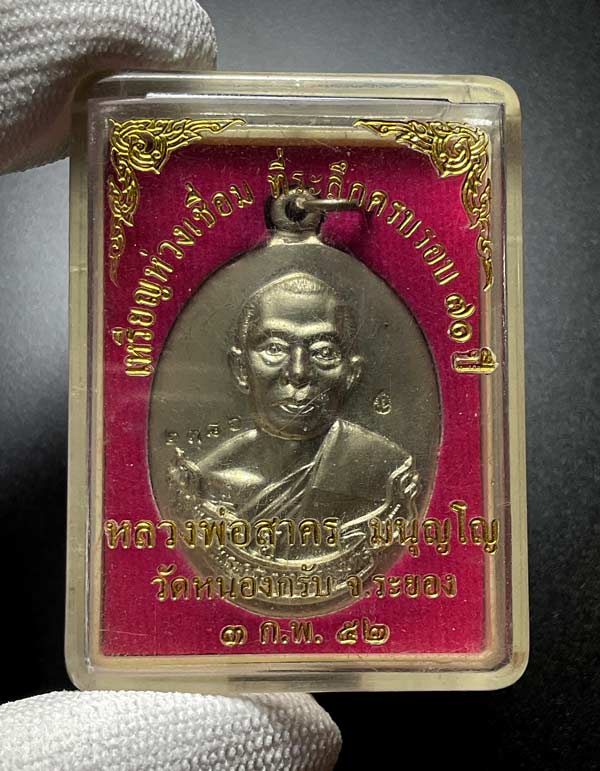 เหรียญห่วงเชื่อม ที่ระลึกครบรอบ ๗๑ ปี
หลวงพ่อสาคร มนุญโญ
วัดหนองกรับ จ.ระยอง
๓ ก.พ. ๕๒